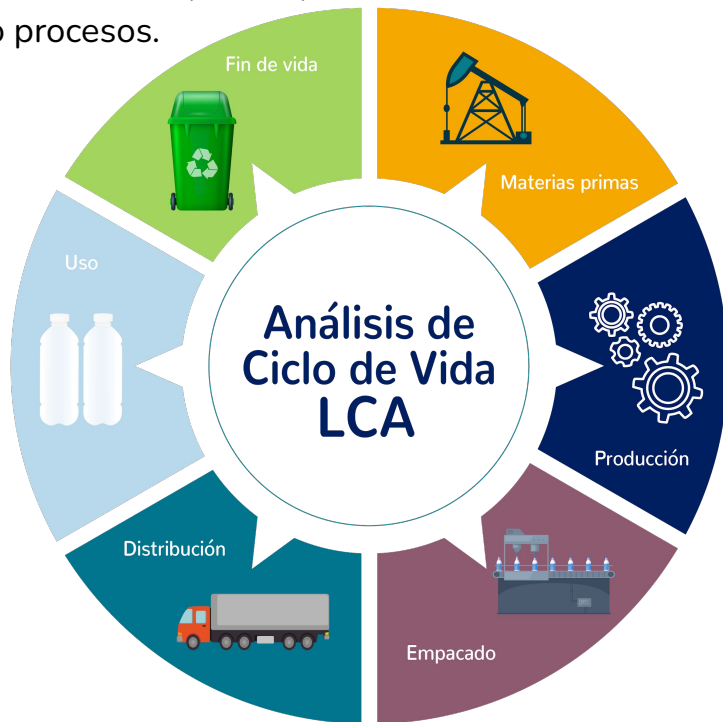 o procesos.
Fin de vida
Materias primas
Uso
Análisis de
Ciclo de Vida
LCA
Producción
Distribución
Empacado